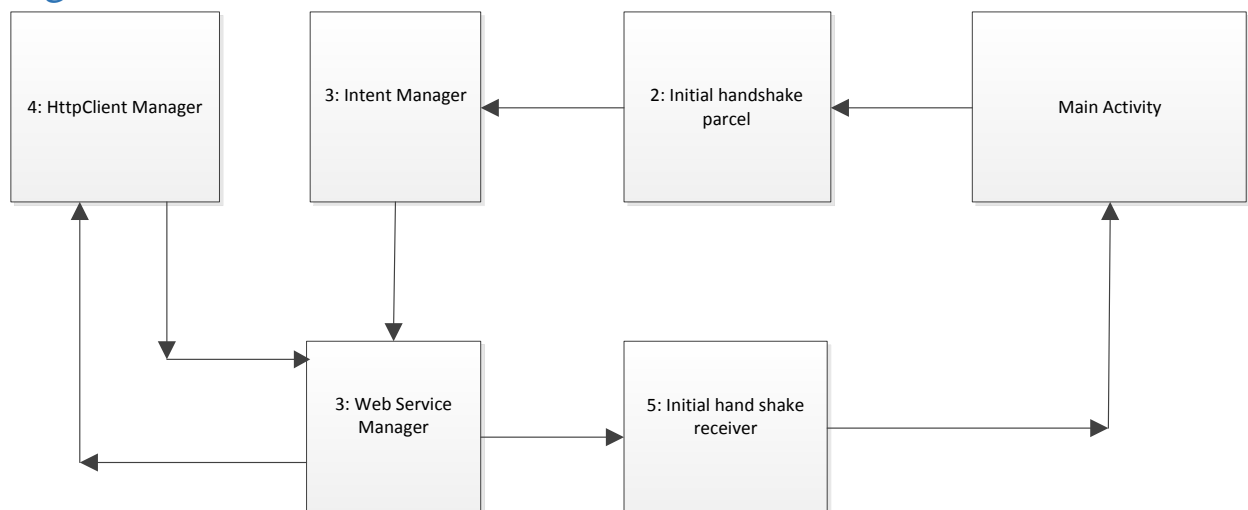 4: HttpClient Manager
3: Intent Manager
2: Initial handshake
parcel
Main Activity
3: Web Service
Manager
5: Initial hand shake
receiver